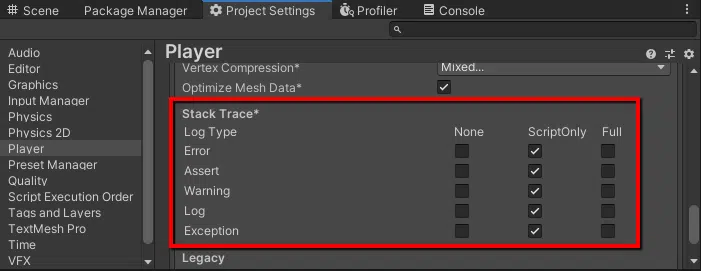 Scene Package Manager Project Settings Profiler Console
Player
Audio
Editor
Graphics
Input Manager
Physics
Physics 2D
Player
Preset Manager
Quality
Script Execution Order
Tags and Layers
TextMesh Pro
Time
VFX
Vertex Compression* Mixed...
Optimize Mesh Data*
Stack Trace*
Log Type None ScriptOnly Full
Error
Assert
Warning
Log
Exception
Legacy